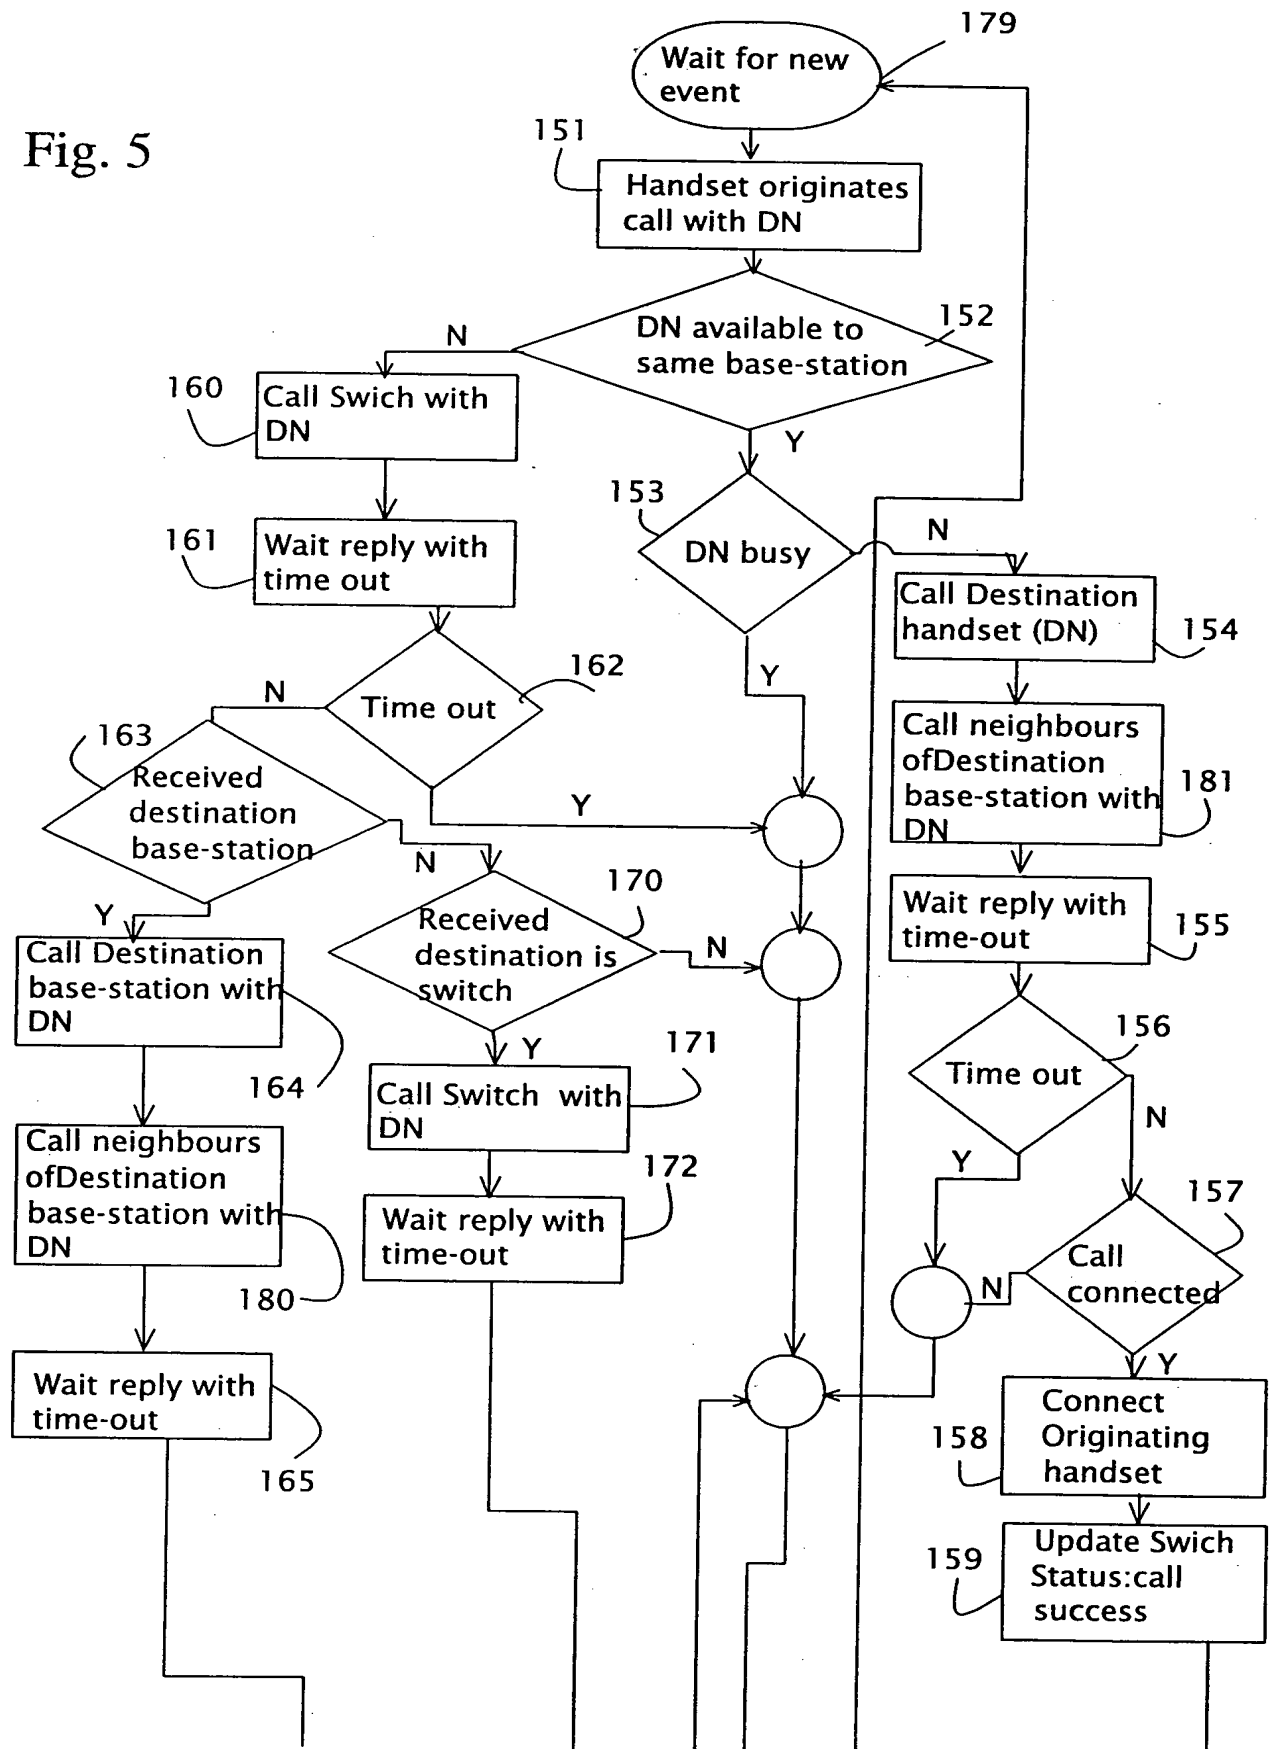 Fig. 5
179
Wait for new
event
151
Handset originates
call with DN
152
DN available to
same base-station
N
Y
160
Call Swich with
DN
153
DN busy
N
Y
161
Wait reply with
time out
Call Destination
handset (DN)
154
162
Time out
N
Y
163
Received
destination
base-station
N
Y
Call neighbours
ofDestination
base-station with
DN
181
170
Received
destination is
switch
N
Y
Wait reply with
time-out
155
Call Destination
base-station with
DN
164
171
Call Switch with
DN
156
Time out
N
Y
Call neighbours
ofDestination
base-station with
DN
180
172
Wait reply with
time-out
157
Call
connected
N
Y
Wait reply with
time-out
165
Connect
Originating
handset
158
Update Swich
Status:call
success
159